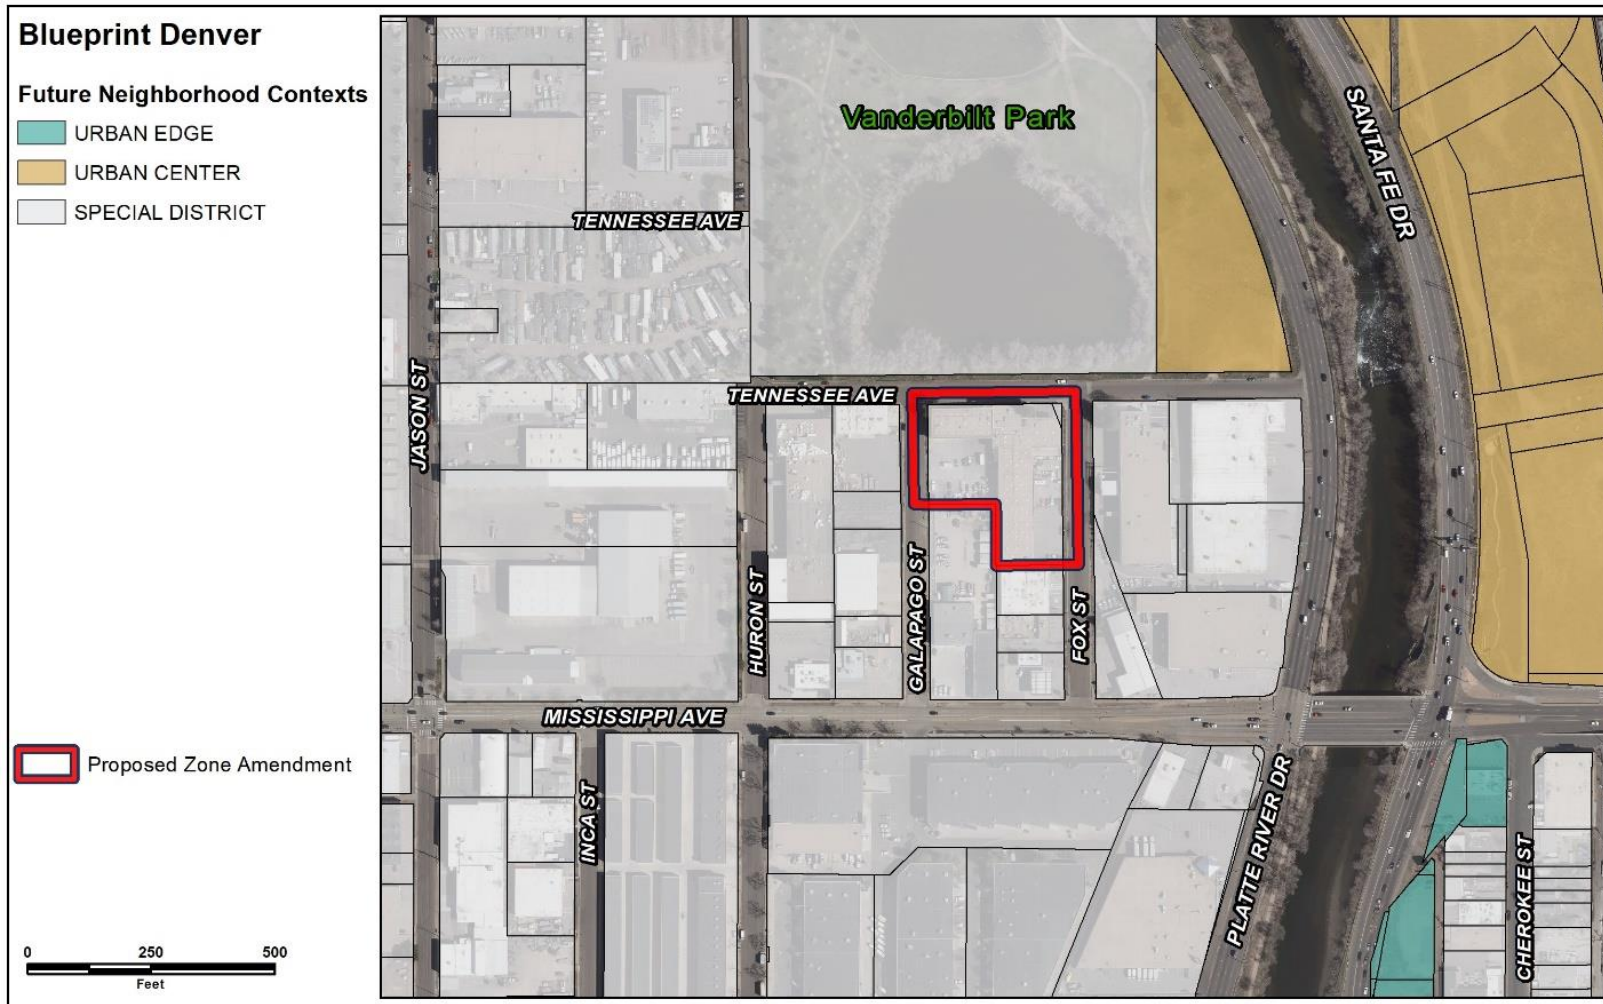 Blueprint Denver
Future Neighborhood Contexts
URBAN EDGE
URBAN CENTER
SPECIAL DISTRICT
Proposed Zone Amendment
0 250 500
Feet
Vanderbilt Park
SANTA FE DR
TENNESSEE AVE
TENNESSEE AVE
JASON ST
HURON ST
GALAPAGO ST
FOX ST
MISSISSIPPI AVE
INCA ST
PLATTE RIVER DR
CHEROKEE ST